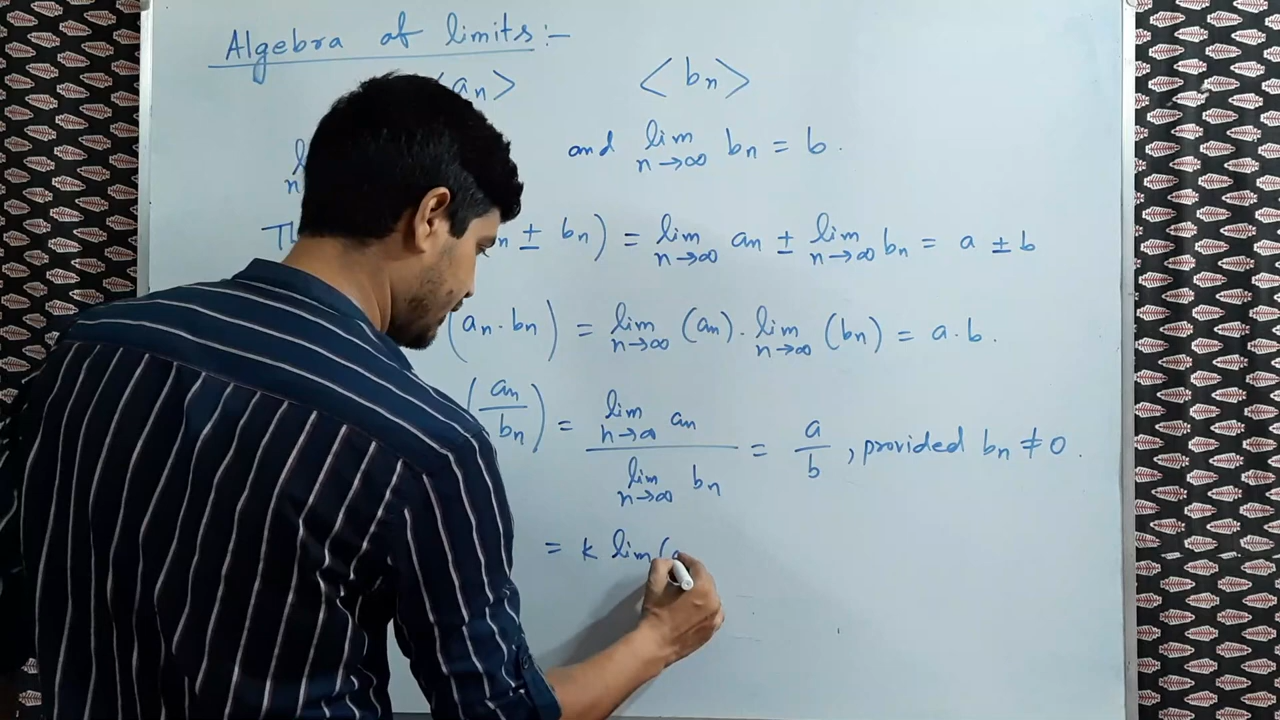 Algebra of limits :-
an> <bn>
and lim n→∞ bn = b.
n ± bn) = lim n→∞ an ± lim n→∞ bn = a ± b
(an . bn) = lim n→∞ (an) . lim n→∞ (bn) = a . b.
(an / bn) = lim n→∞ an / lim n→∞ bn = a / b , provided bn ≠ 0.
= k lim (